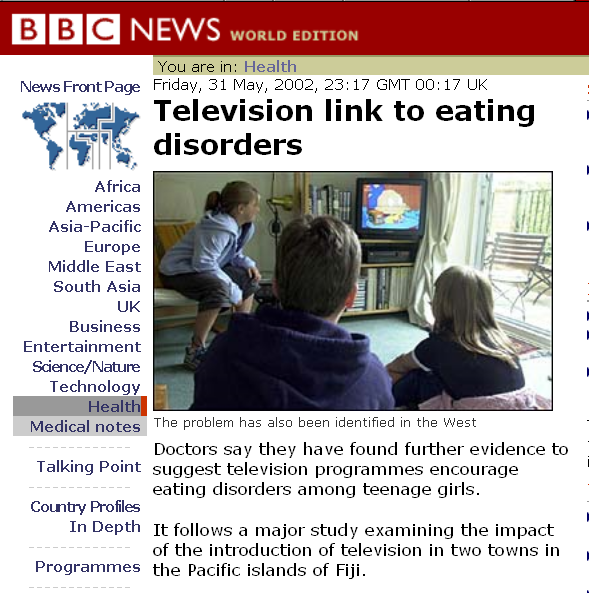 BBC NEWS WORLD EDITION
You are in: Health
News Front Page
Africa
Americas
Asia-Pacific
Europe
Middle East
South Asia
UK
Business
Entertainment
Science/Nature
Technology
Health
Medical notes
Talking Point
Country Profiles
In Depth
Programmes
Friday, 31 May, 2002, 23:17 GMT 00:17 UK
Television link to eating
disorders
The problem has also been identified in the West
Doctors say they have found further evidence to
suggest television programmes encourage
eating disorders among teenage girls.
It follows a major study examining the impact
of the introduction of television in two towns in
the Pacific islands of Fiji.